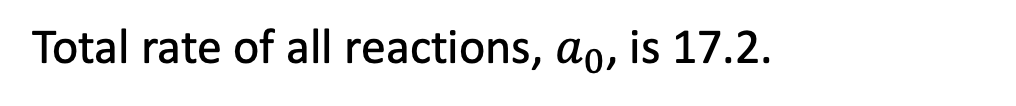 Total rate of all reactions, a₀, is 17.2.